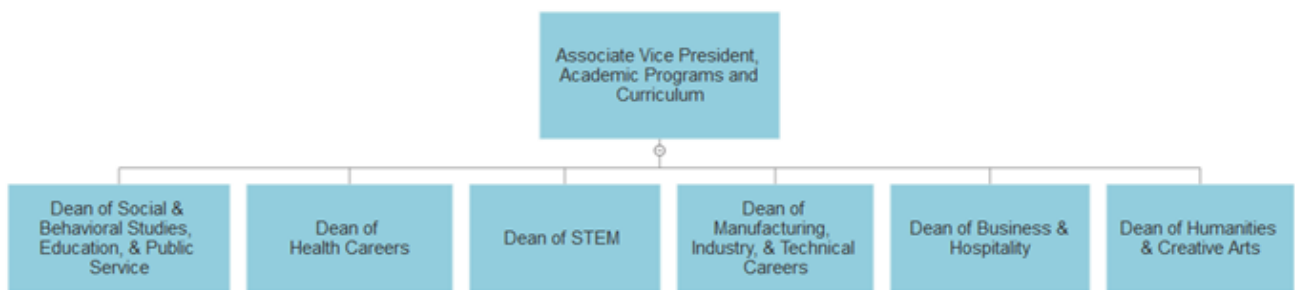 Associate Vice President,
Academic Programs and
Curriculum
Dean of Social &
Behavioral Studies,
Education, & Public
Service
Dean of
Health Careers
Dean of STEM
Dean of
Manufacturing,
Industry, & Technical
Careers
Dean of Business &
Hospitality
Dean of Humanities
& Creative Arts